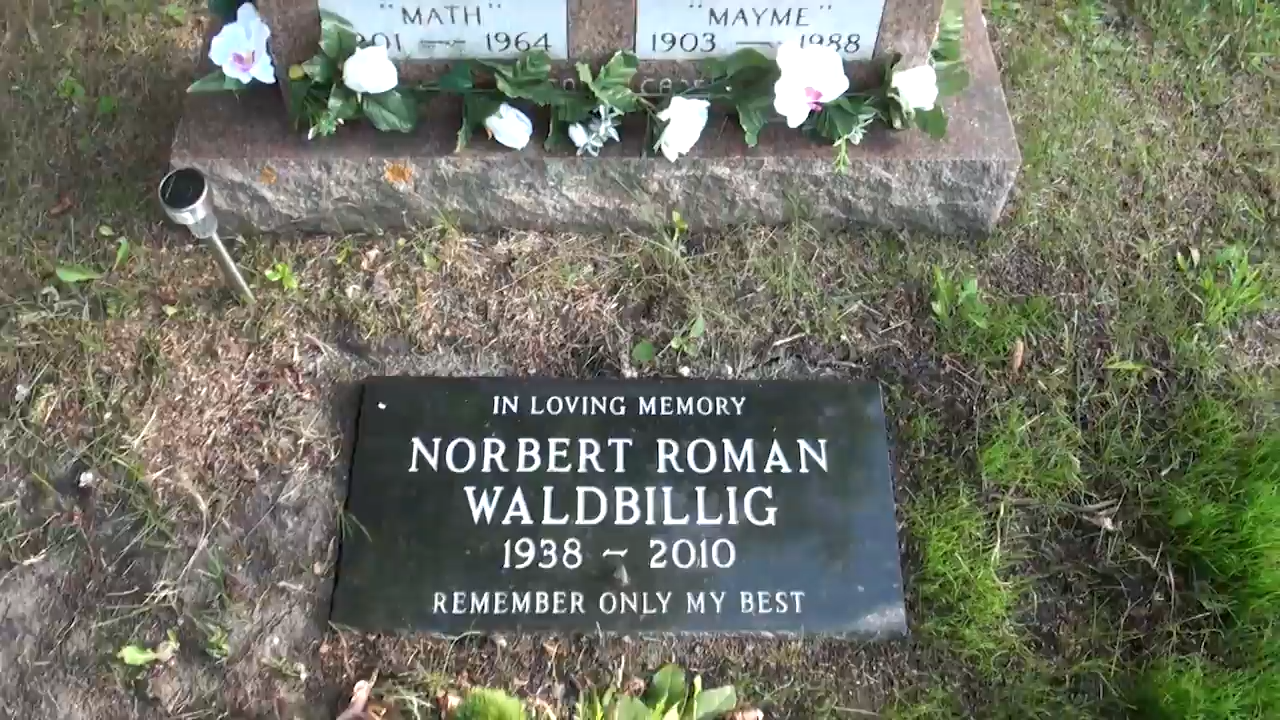 "MATH" "MAYME"
1964 1903 — 1988
IN LOVING MEMORY
NORBERT ROMAN
WALDBILLIG
1938 ~ 2010
REMEMBER ONLY MY BEST